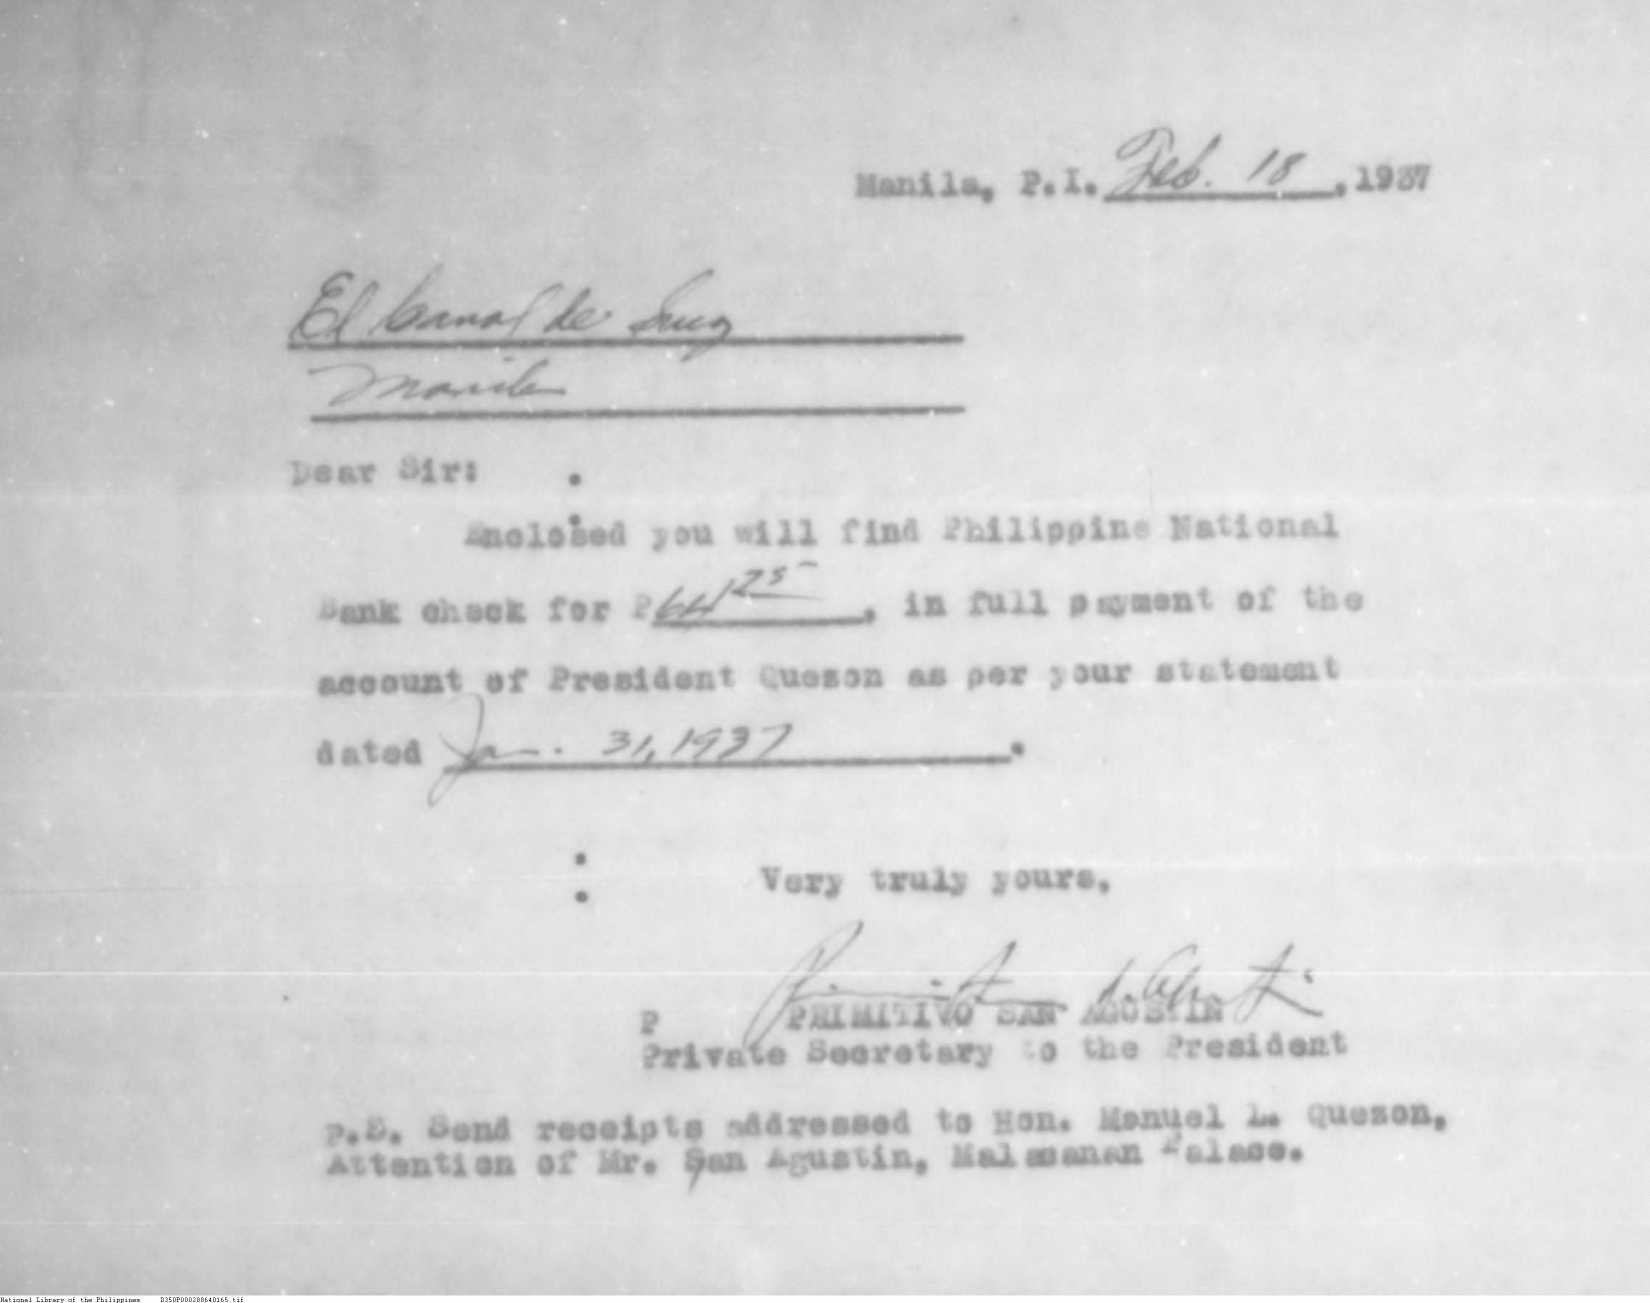 Manila, P.I. Feb. 18, 1937
El Canal de Suez
Manila
Dear Sir:
Enclosed you will find Philippine National
Bank check for P64.25, in full payment of the
account of President Quezon as per your statement
dated Jan. 31, 1937.
Very truly yours,
P PRIMITIVO SAN AGUSTIN
Private Secretary to the President
P.S. Send receipts addressed to Hon. Manuel L. Quezon,
Attention of Mr. San Agustin, Malacanan Palace.
National Library of the Philippines D35UP000208640165.tif